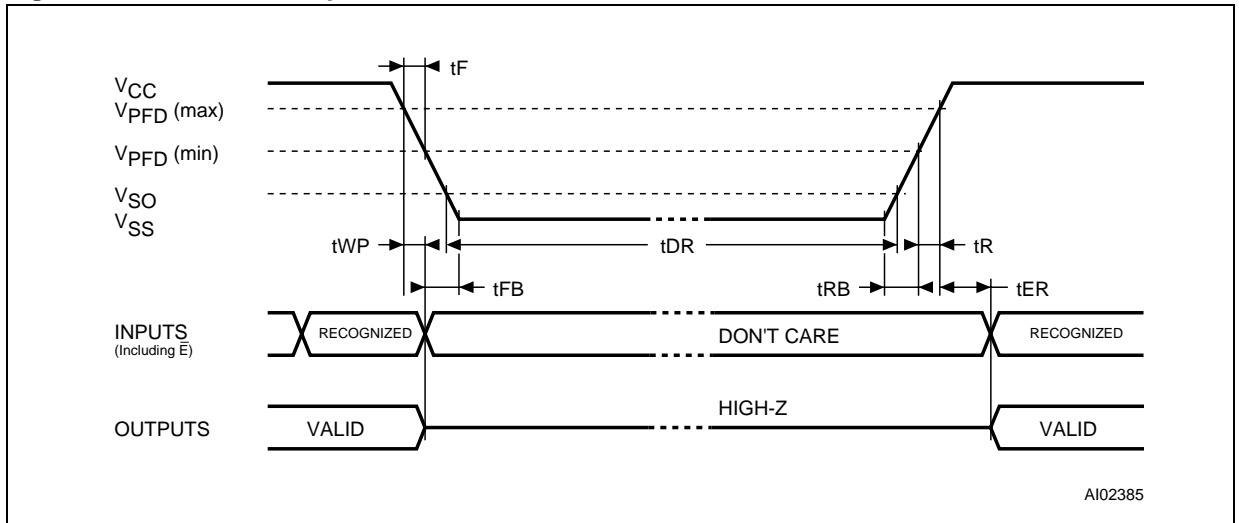 tF
VCC
VPFD (max)
VPFD (min)
VSO
VSS
tWP
tDR
tR
tFB
tRB
tER
INPUTS
(Including E̅)
RECOGNIZED
DON'T CARE
RECOGNIZED
HIGH-Z
OUTPUTS
VALID
VALID
AI02385